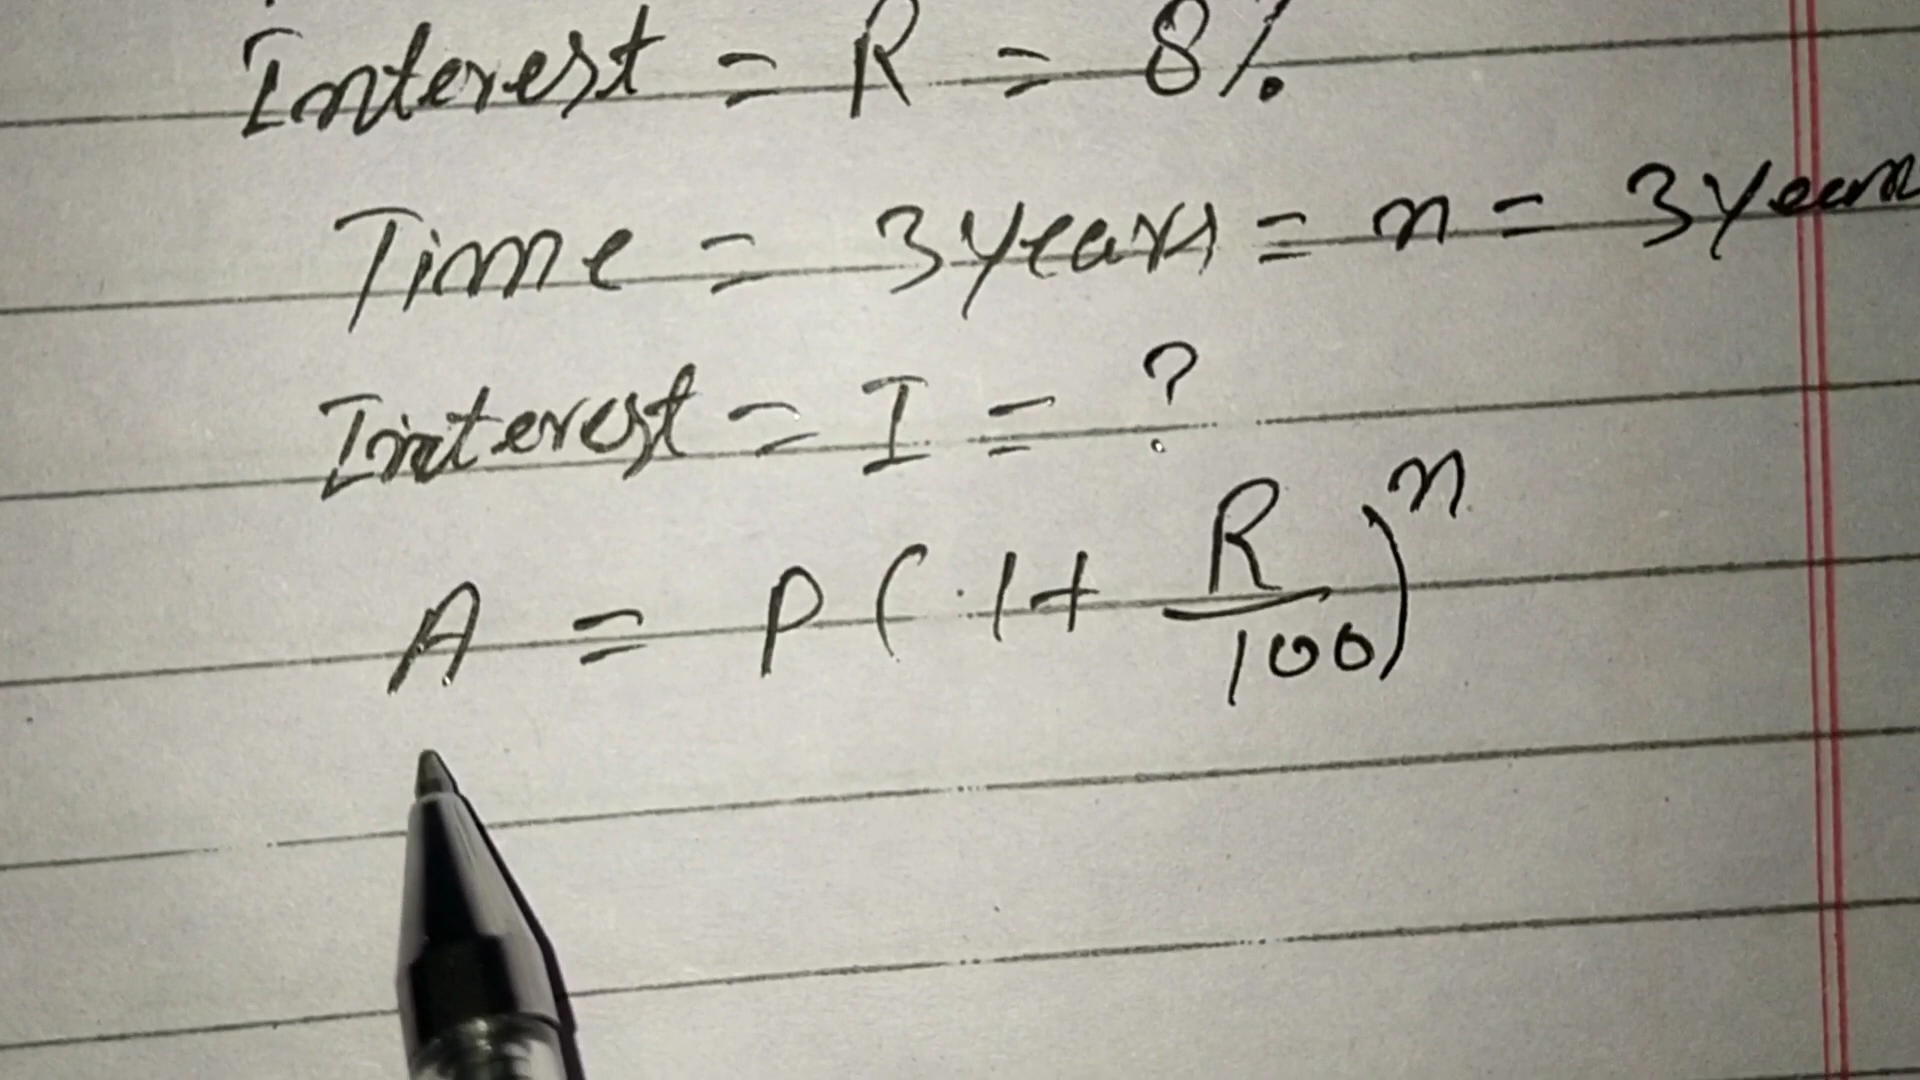 Interest = R = 8%
Time = 3 years = n = 3 years
Interest = I = ?
A = P ( 1 + R/100 )^n